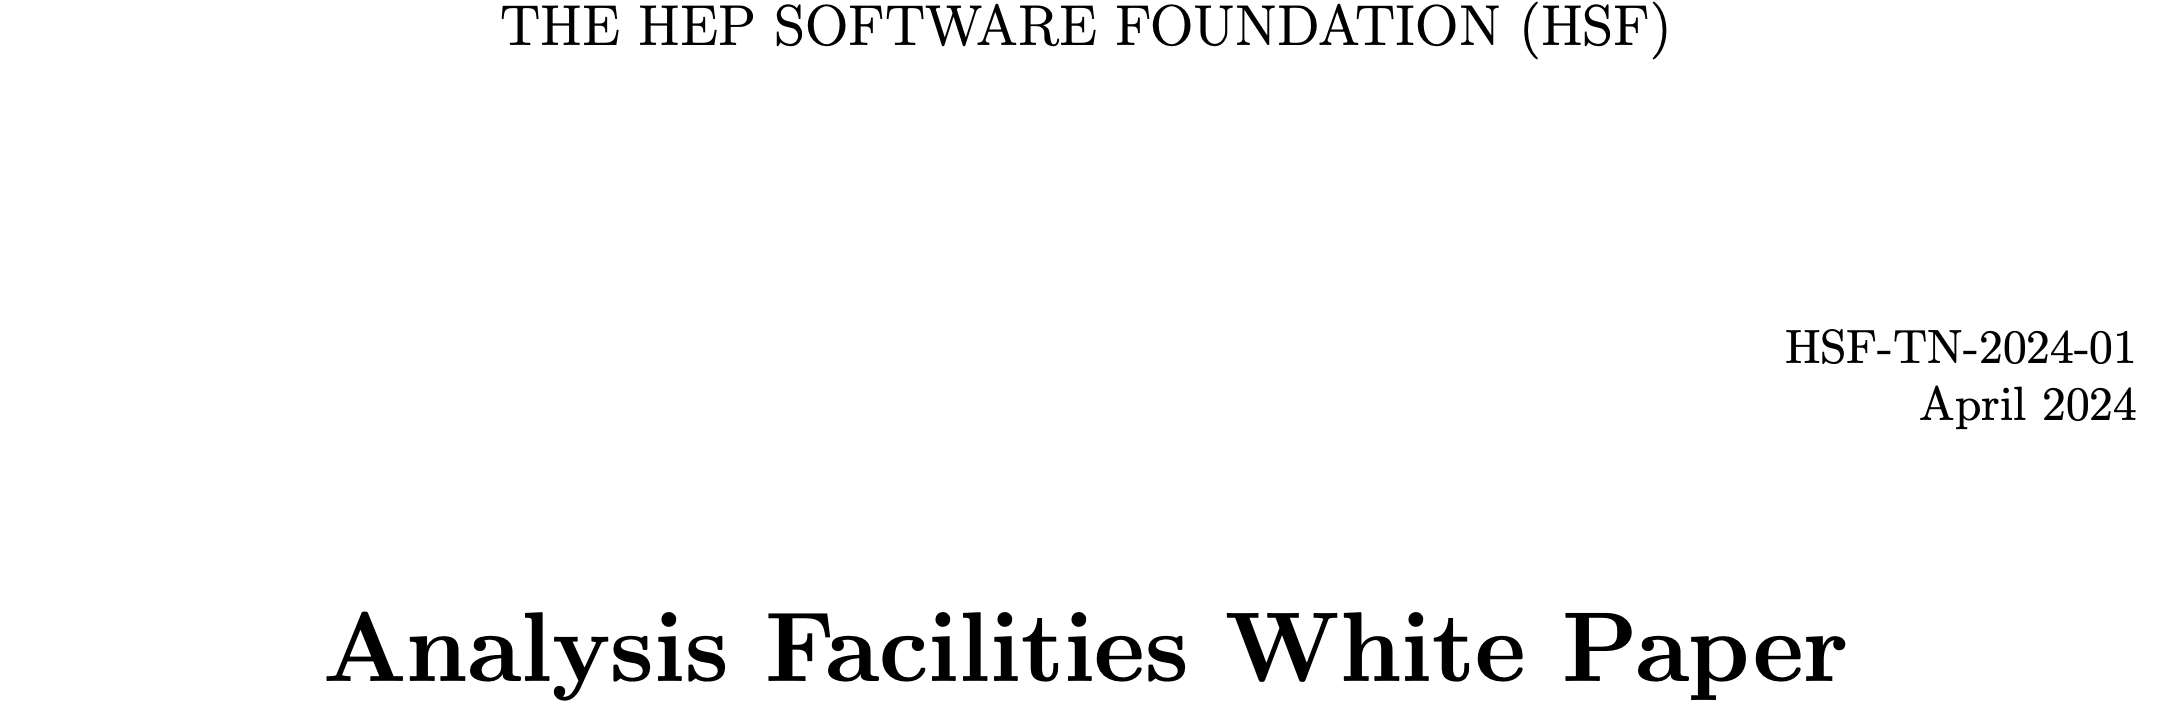 THE HEP SOFTWARE FOUNDATION (HSF)
HSF-TN-2024-01
April 2024
Analysis Facilities White Paper